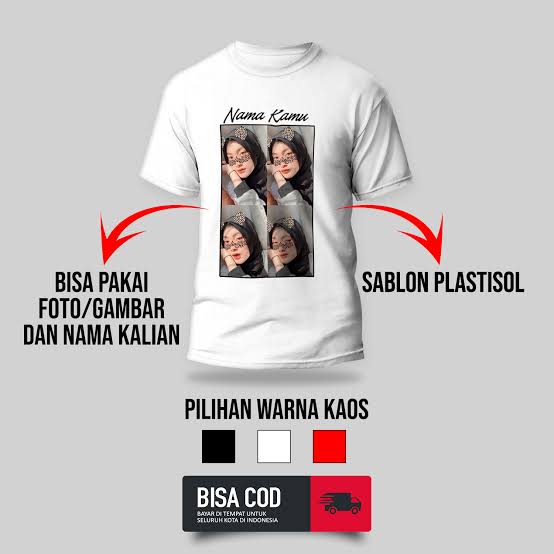 Nama Kamu
BISA PAKAI
FOTO/GAMBAR
DAN NAMA KALIAN
SABLON PLASTISOL
PILIHAN WARNA KAOS
BISA COD
BAYAR DI TEMPAT UNTUK
SELURUH KOTA DI INDONESIA